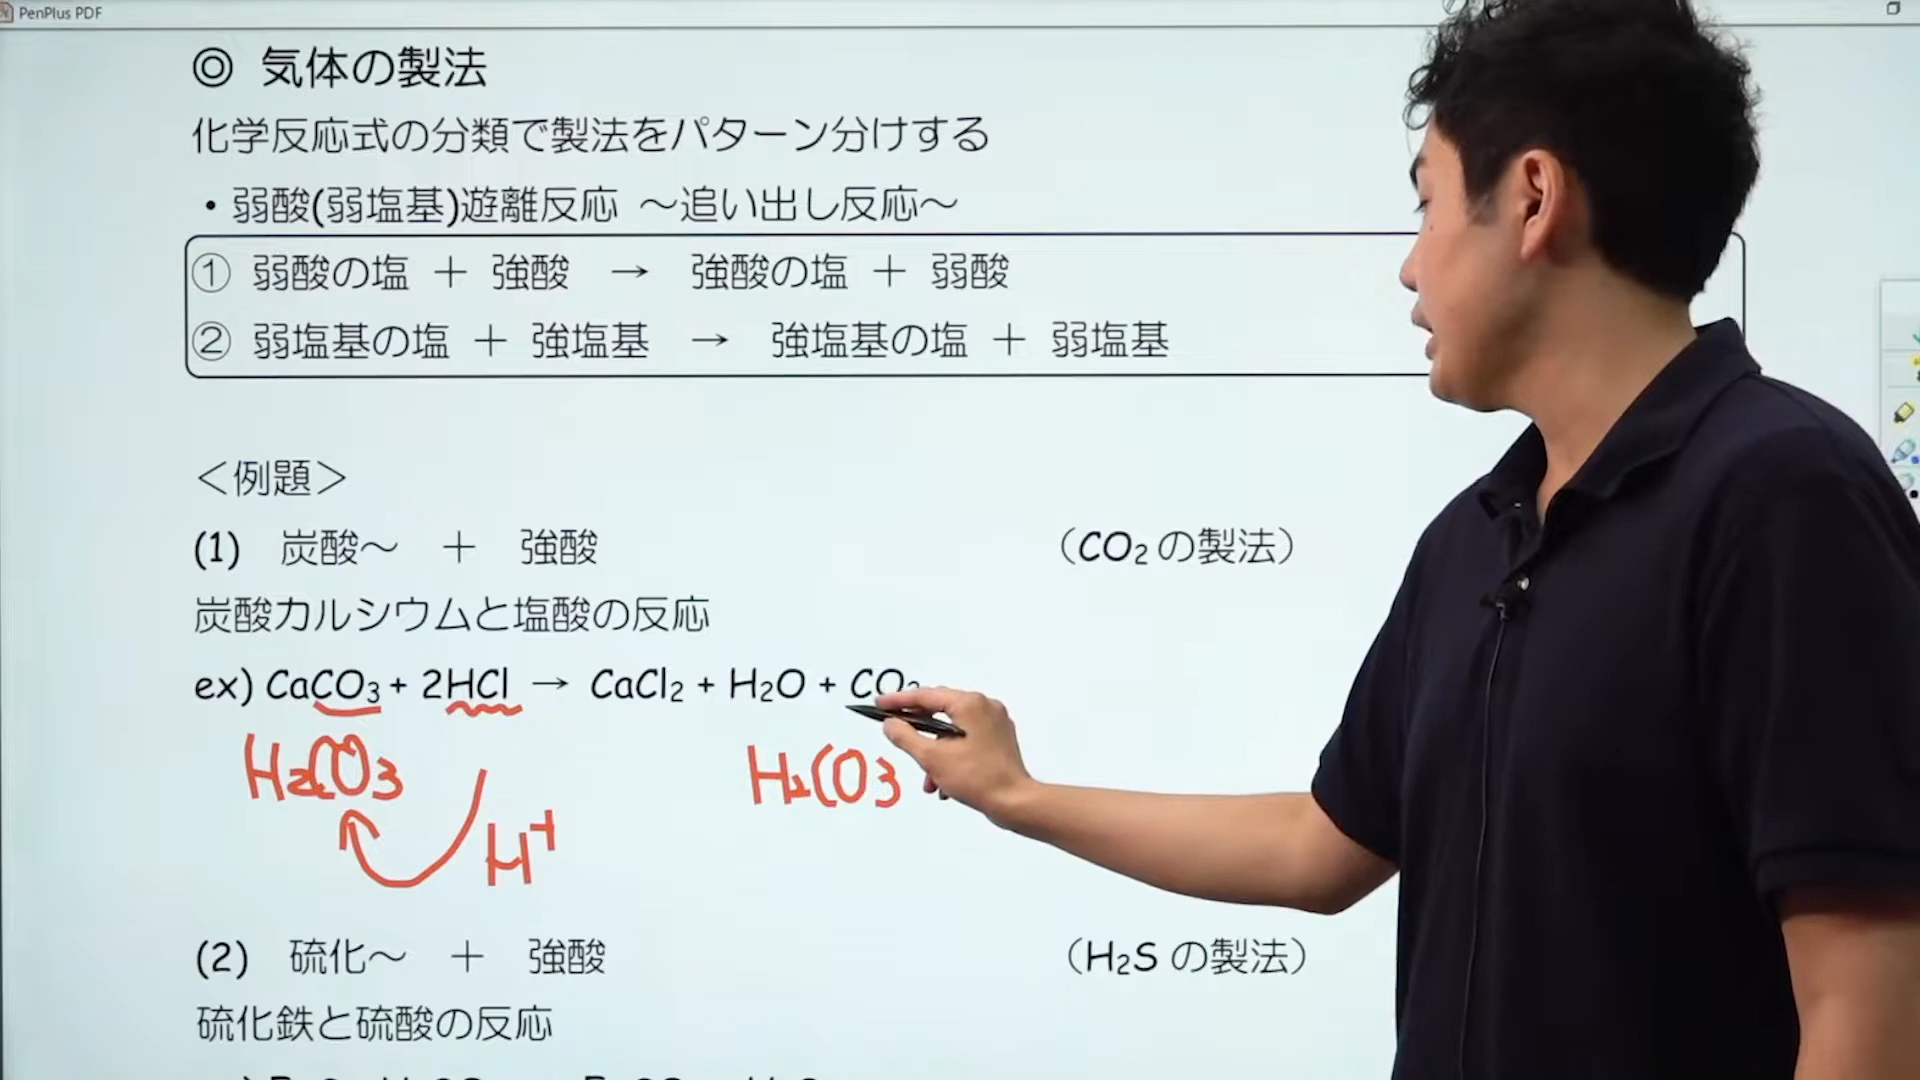 PenPlus PDF
◎ 気体の製法
化学反応式の分類で製法をパターン分けする
・弱酸(弱塩基)遊離反応 ～追い出し反応～
① 弱酸の塩 ＋ 強酸 → 強酸の塩 ＋ 弱酸
② 弱塩基の塩 ＋ 強塩基 → 強塩基の塩 ＋ 弱塩基
＜例題＞
(1) 炭酸～ ＋ 強酸 （CO₂の製法）
炭酸カルシウムと塩酸の反応
ex) CaCO₃ + 2HCl → CaCl₂ + H₂O + CO₂
H₂CO₃ H₂CO₃
H⁺
(2) 硫化～ ＋ 強酸 （H₂Sの製法）
硫化鉄と硫酸の反応